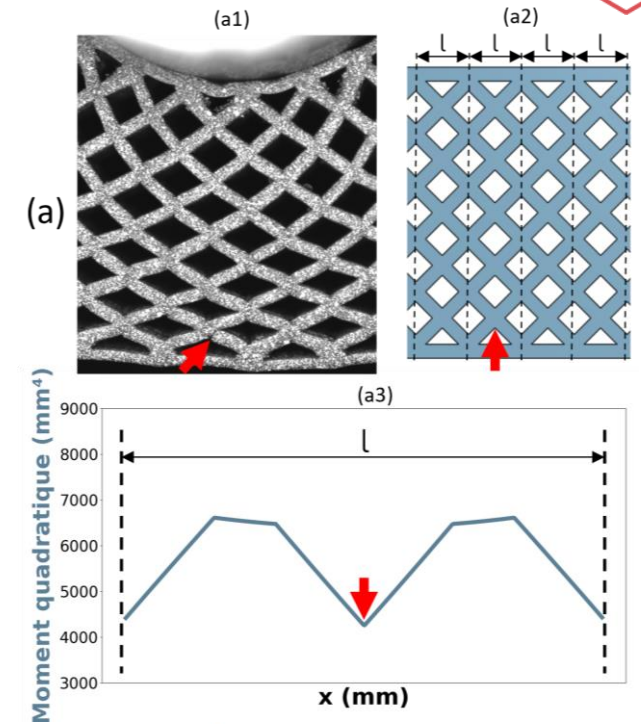 (a1)
(a2)
l l l l
(a)
(a3)
Moment quadratique (mm⁴)
9000
8000
7000
6000
5000
4000
3000
l
x (mm)